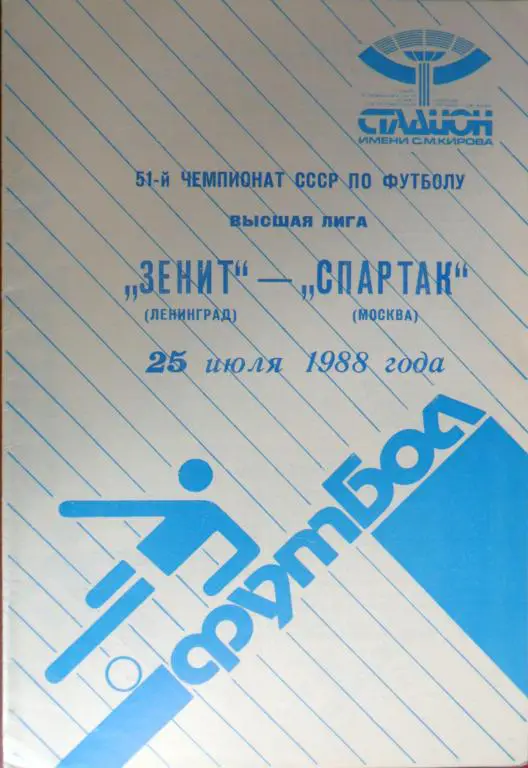 СТАДИОН
ИМЕНИ С.М.КИРОВА
51-й ЧЕМПИОНАТ СССР ПО ФУТБОЛУ
ВЫСШАЯ ЛИГА
„ЗЕНИТ“ — „СПАРТАК“
(ЛЕНИНГРАД) (МОСКВА)
25 июля 1988 года
футбол